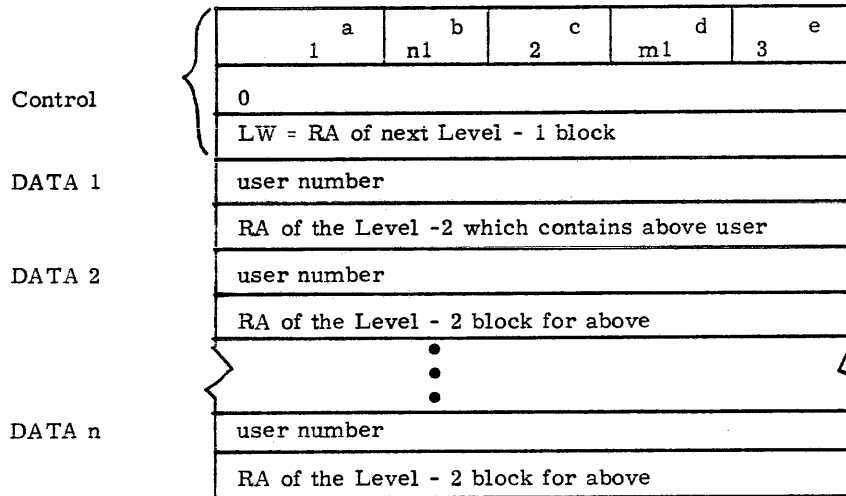 a b c d e
1 n1 2 m1 3
Control 0
LW = RA of next Level - 1 block
DATA 1 user number
RA of the Level -2 which contains above user
DATA 2 user number
RA of the Level - 2 block for above
DATA n user number
RA of the Level - 2 block for above